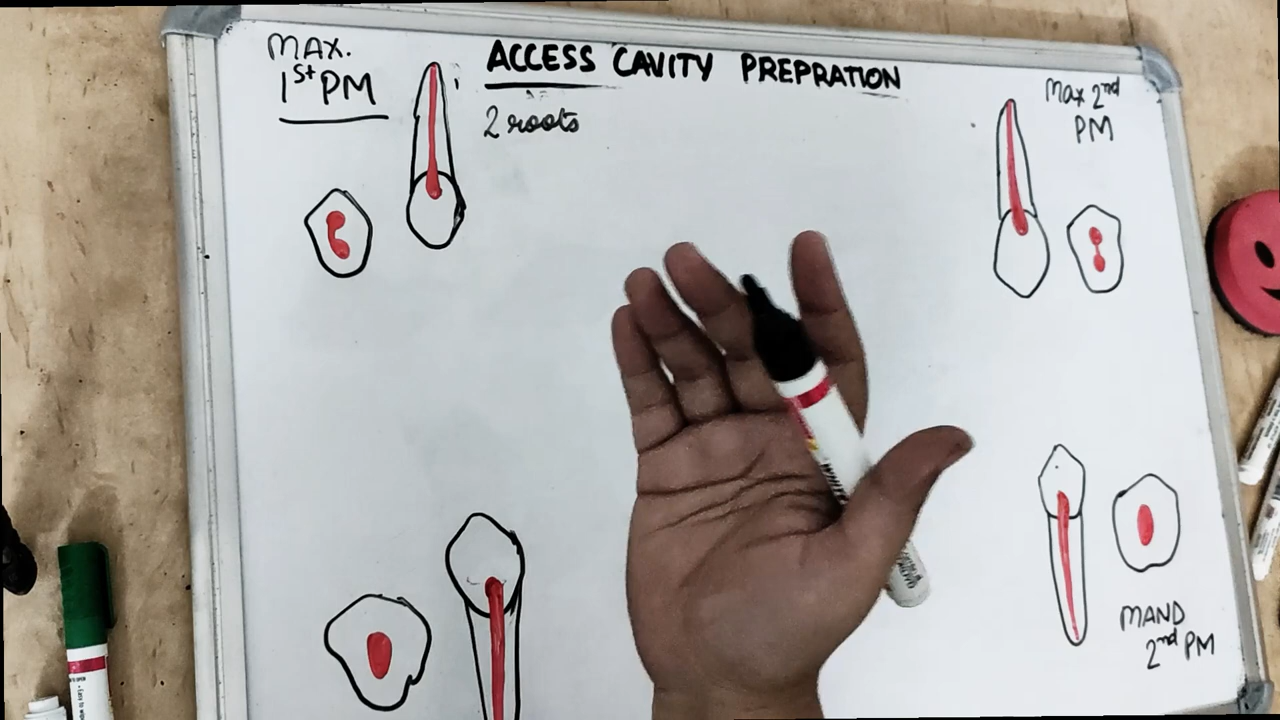 MAX.
1st PM
ACCESS CAVITY PREPRATION
2 roots
Max 2nd
PM
MAND
2nd PM